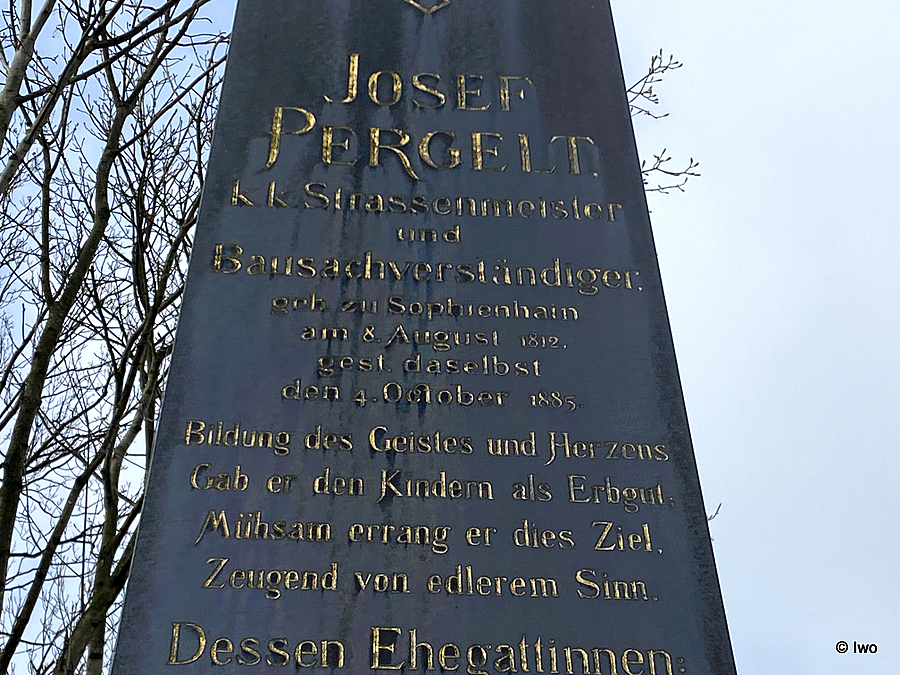 JOSEF
PERGELT.
k.k. Strassenmeister
und
Bausachverständiger,
geb. zu Sophienhain
am 8. August 1812,
gest. daselbst
den 4. October 1885.
Bildung des Geistes und Herzens
Gab er den Kindern als Erbgut;
Mühsam errang er dies Ziel,
Zeugend von edlerem Sinn.
Dessen Ehegattinnen:
© Iwo